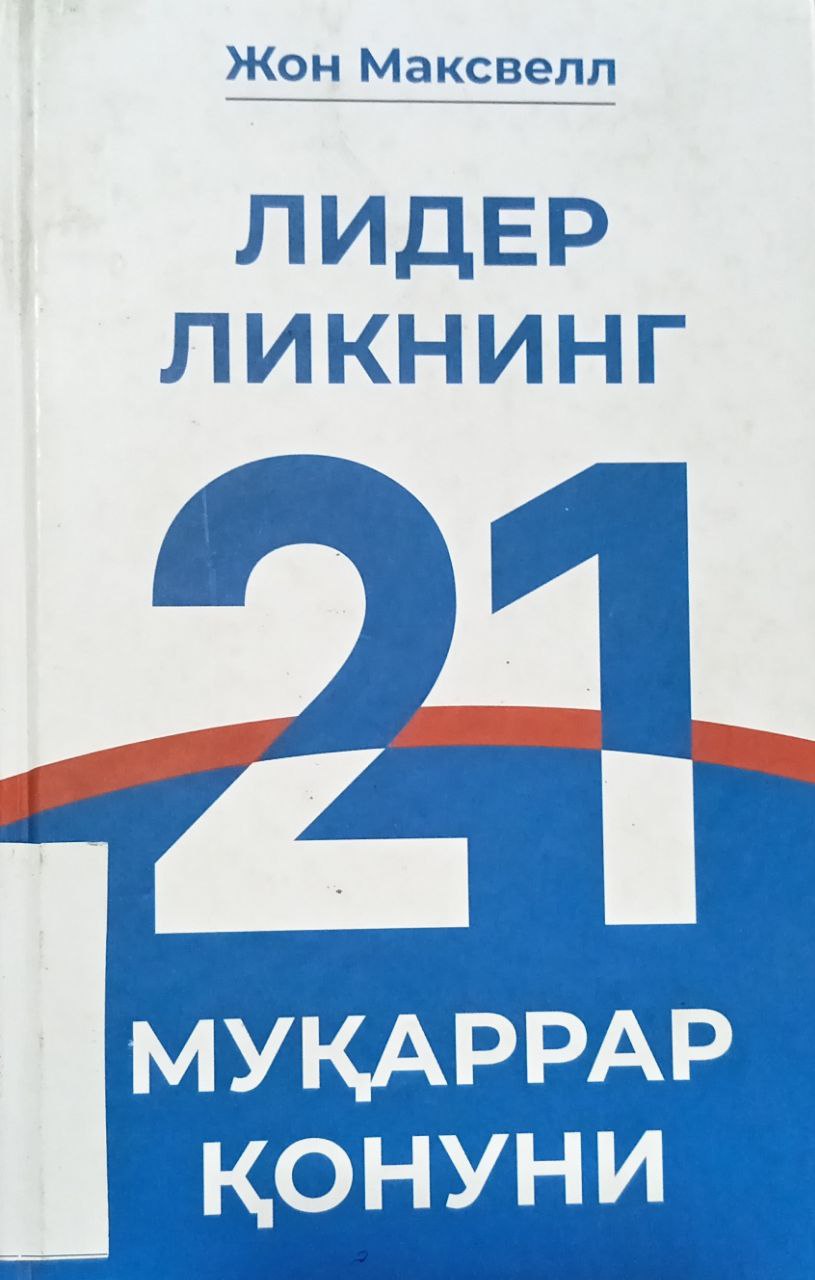 Жон Максвелл
ЛИДЕР
ЛИКНИНГ
21
МУҚАРРАР
ҚОНУНИ